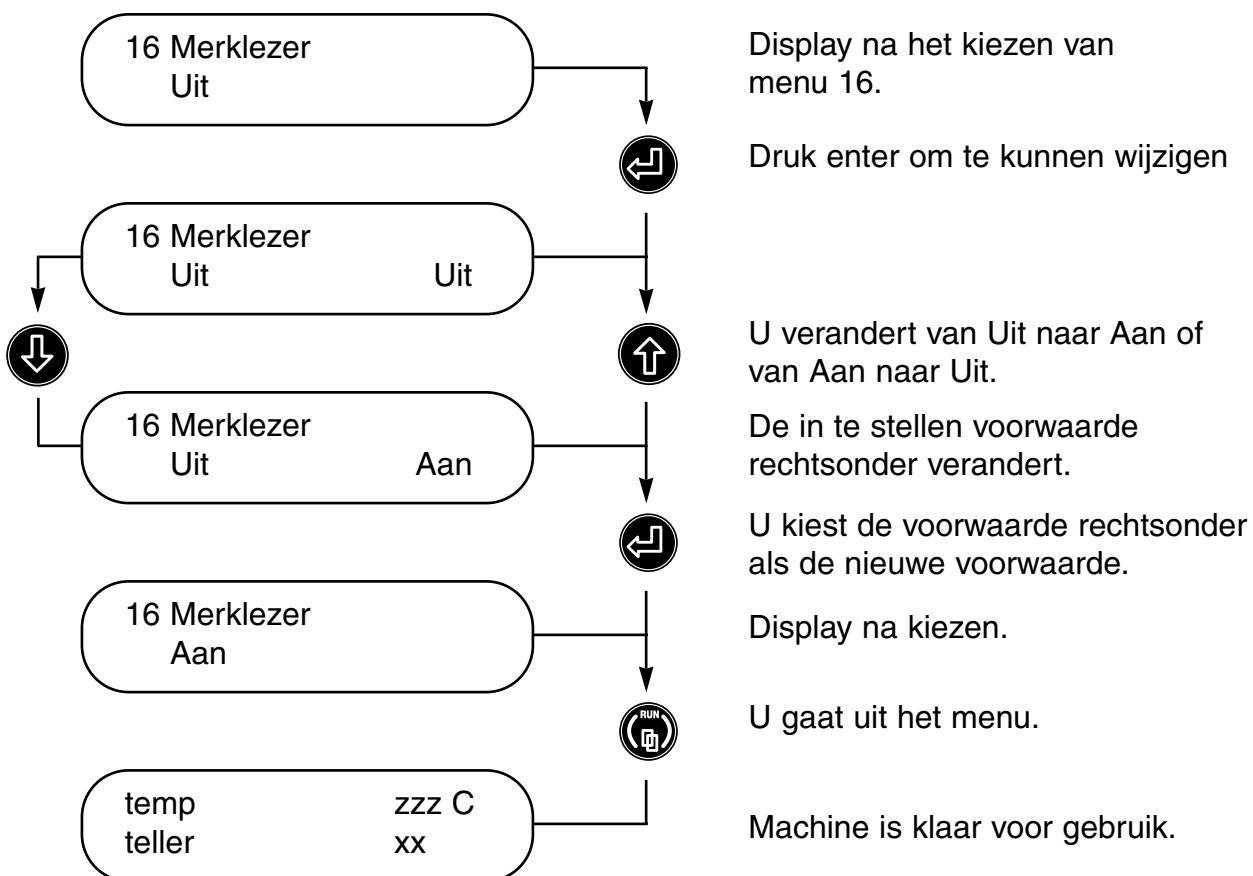 16 Merklezer
Uit
Display na het kiezen van
menu 16.
Druk enter om te kunnen wijzigen
16 Merklezer
Uit Uit
U verandert van Uit naar Aan of
van Aan naar Uit.
16 Merklezer
Uit Aan
De in te stellen voorwaarde
rechtsonder verandert.
U kiest de voorwaarde rechtsonder
als de nieuwe voorwaarde.
16 Merklezer
Aan
Display na kiezen.
RUN
U gaat uit het menu.
temp zzz C
teller xx
Machine is klaar voor gebruik.